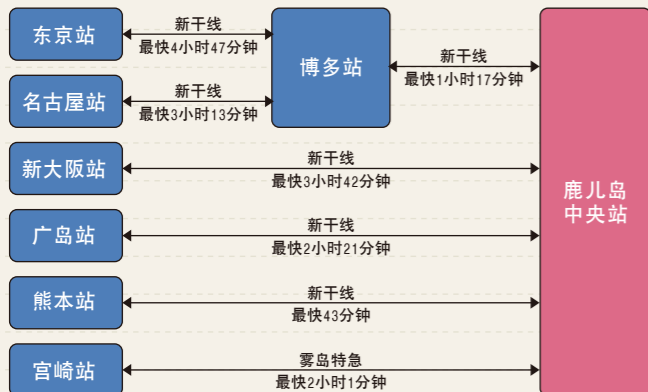 东京站
新干线
最快4小时47分钟
博多站
新干线
最快1小时17分钟
名古屋站
新干线
最快3小时13分钟
新大阪站
新干线
最快3小时42分钟
鹿儿岛
中央站
广岛站
新干线
最快2小时21分钟
熊本站
新干线
最快43分钟
宫崎站
雾岛特急
最快2小时1分钟